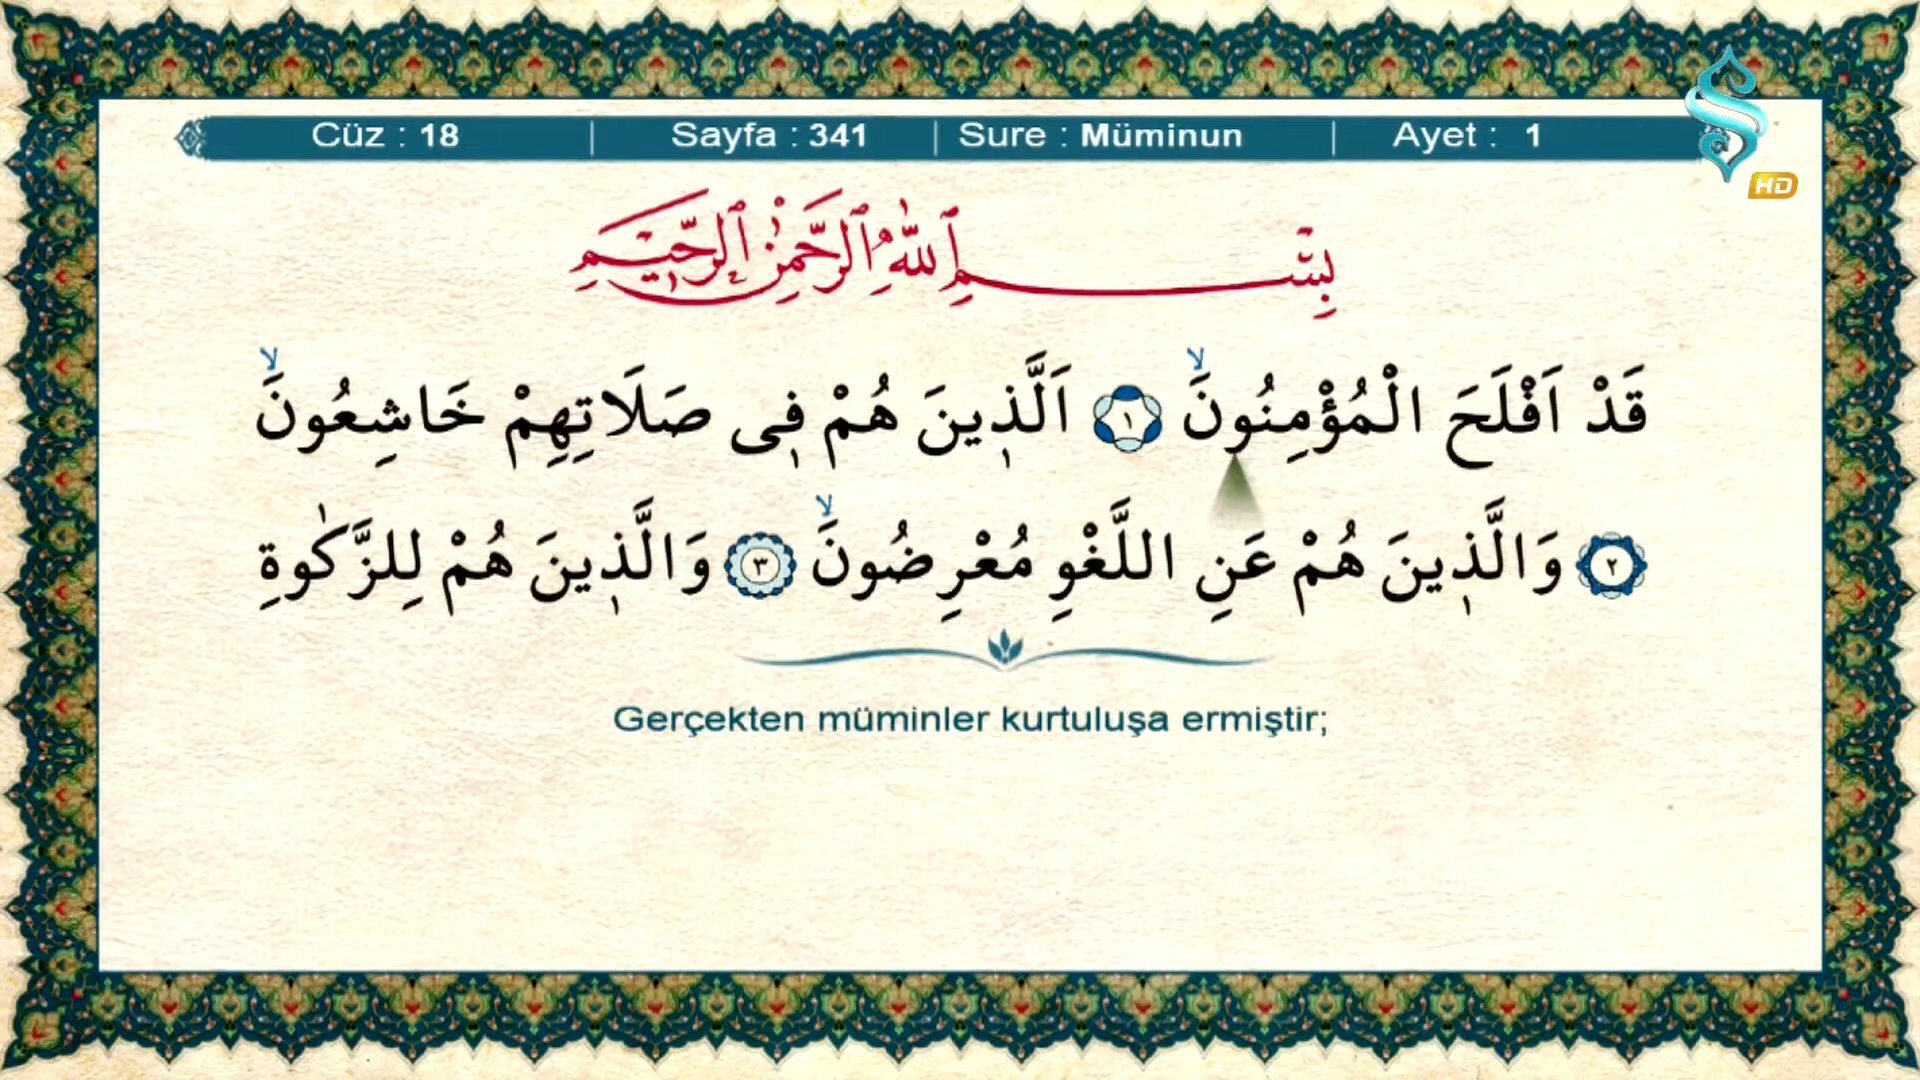 Cüz : 18 | Sayfa : 341 | Sure : Müminun | Ayet : 1
HD
بِسْمِ اللّٰهِ الرَّحْمٰنِ الرَّح۪يمِ
قَدْ اَفْلَحَ الْمُؤْمِنُونَۙ ﴿١﴾ اَلَّذ۪ينَ هُمْ ف۪ى صَلَاتِهِمْ خَاشِعُونَۙ
﴿٢﴾ وَالَّذ۪ينَ هُمْ عَنِ اللَّغْوِ مُعْرِضُونَۙ ﴿٣﴾ وَالَّذ۪ينَ هُمْ لِلزَّكٰوةِ
Gerçekten müminler kurtuluşa ermiştir;